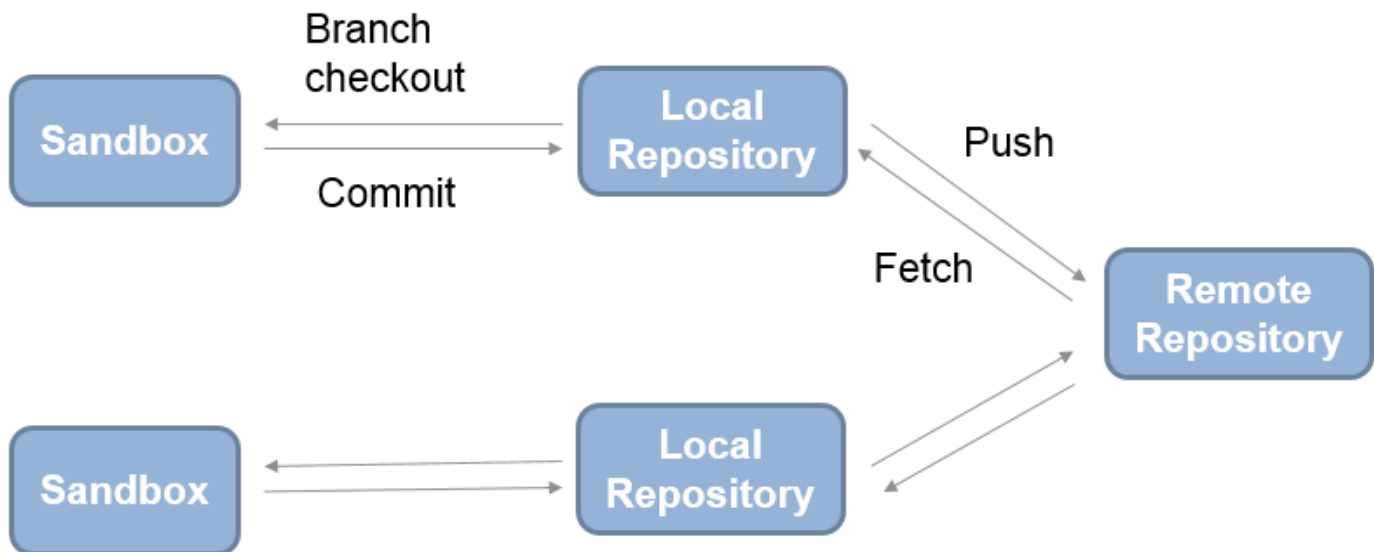 Branch
checkout
Sandbox
Local
Repository
Push
Commit
Fetch
Remote
Repository
Sandbox
Local
Repository